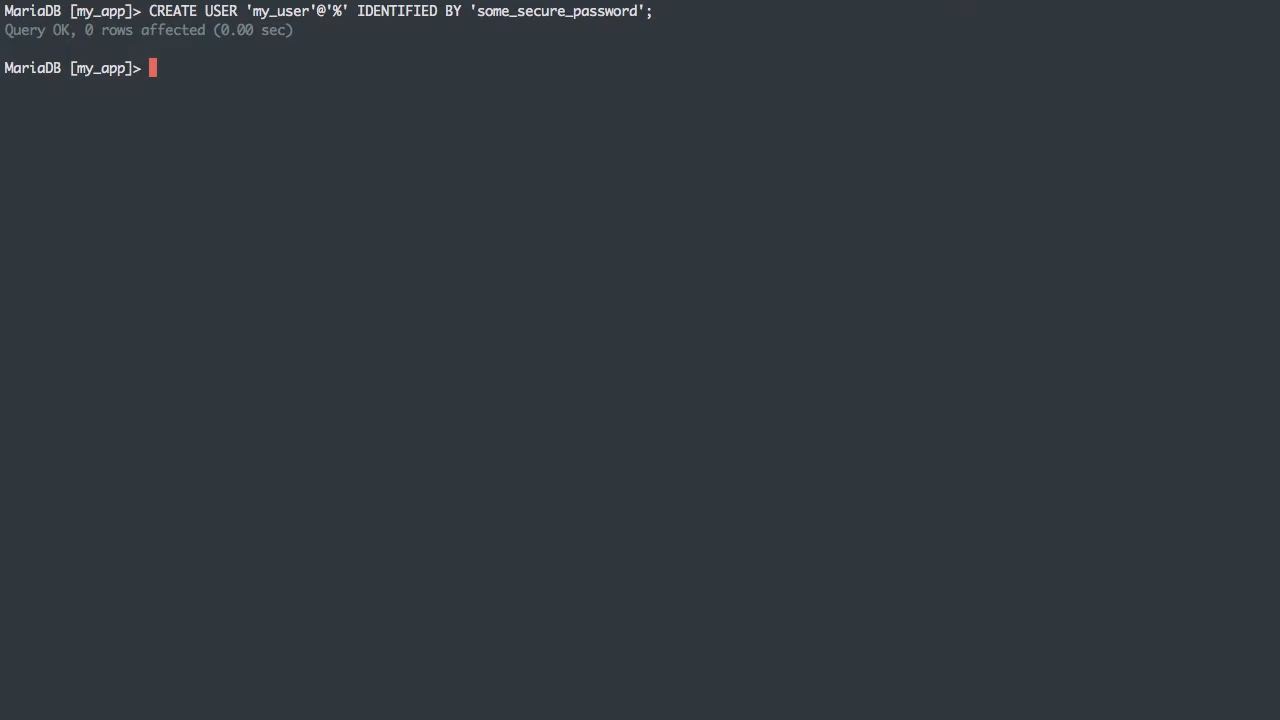 MariaDB [my_app]> CREATE USER 'my_user'@'%' IDENTIFIED BY 'some_secure_password';
Query OK, 0 rows affected (0.00 sec)
MariaDB [my_app]>